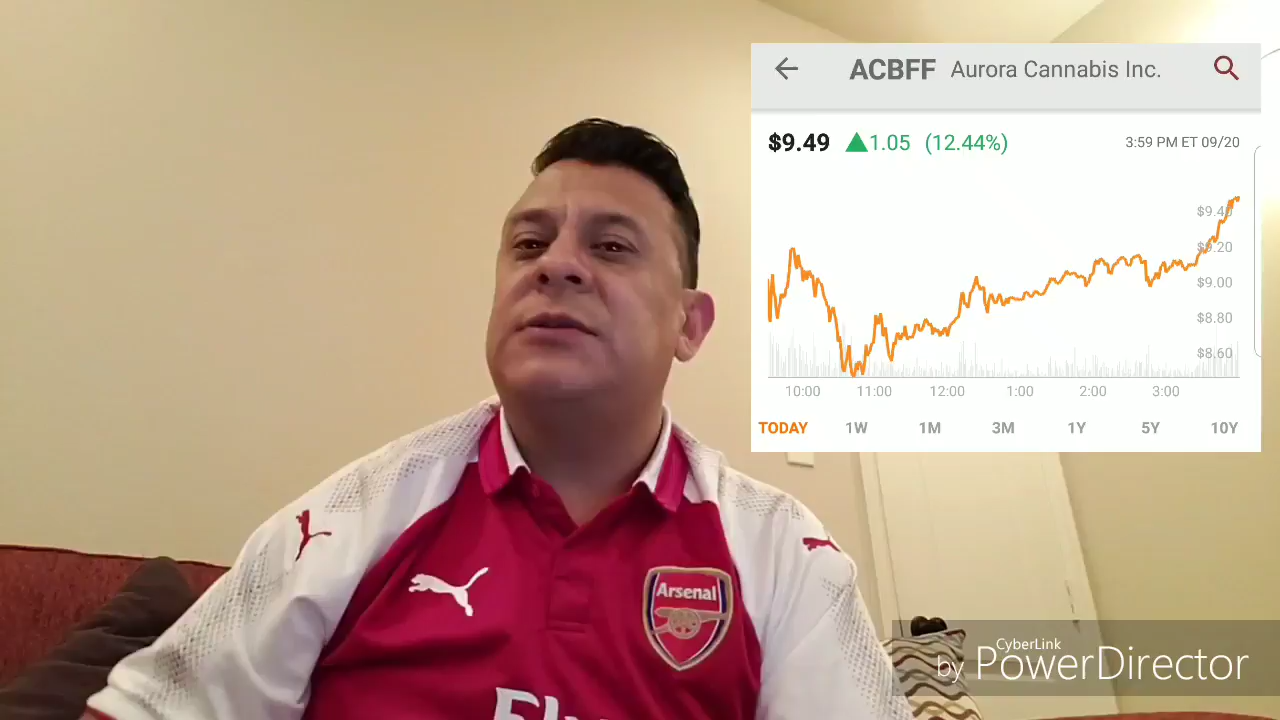 ACBFF Aurora Cannabis Inc.
$9.49 ▲1.05 (12.44%) 3:59 PM ET 09/20
$9.40
$9.20
$9.00
$8.80
$8.60
10:00 11:00 12:00 1:00 2:00 3:00
TODAY 1W 1M 3M 1Y 5Y 10Y
Arsenal
CyberLink
by PowerDirector